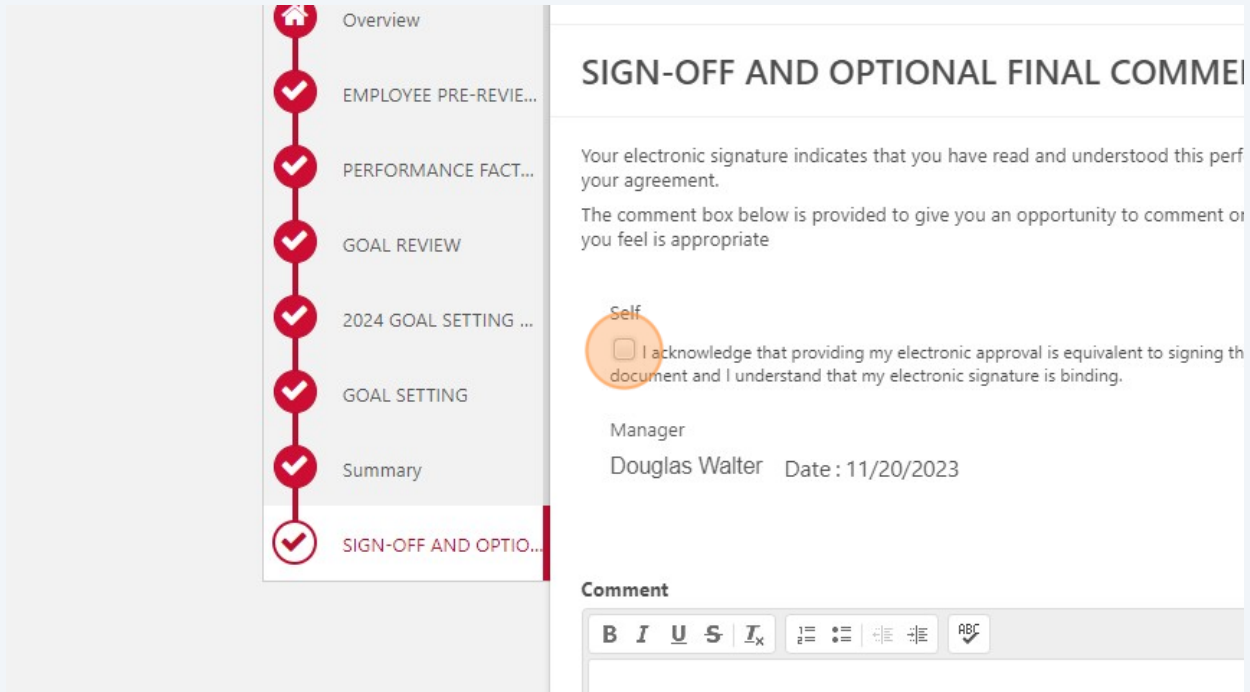 Overview
EMPLOYEE PRE-REVIE...
PERFORMANCE FACT...
GOAL REVIEW
2024 GOAL SETTING ...
GOAL SETTING
Summary
SIGN-OFF AND OPTIO...
SIGN-OFF AND OPTIONAL FINAL COMME
Your electronic signature indicates that you have read and understood this perf
your agreement.
The comment box below is provided to give you an opportunity to comment or
you feel is appropriate
Self
I acknowledge that providing my electronic approval is equivalent to signing th
document and I understand that my electronic signature is binding.
Manager
Douglas Walter Date : 11/20/2023
Comment
B I U S Tx ABC